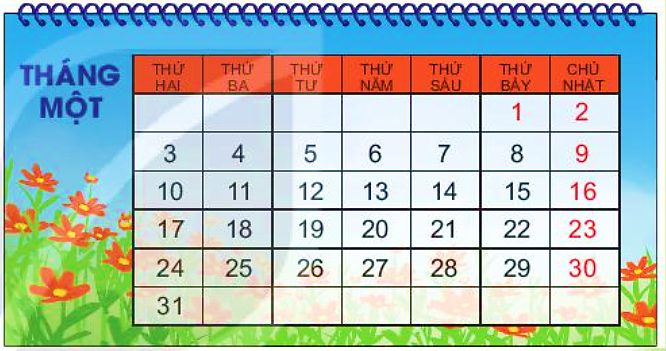 THÁNG
MỘT
THỨ HAI THỨ BA THỨ TƯ THỨ NĂM THỨ SÁU THỨ BẢY CHỦ NHẬT
1 2
3 4 5 6 7 8 9
10 11 12 13 14 15 16
17 18 19 20 21 22 23
24 25 26 27 28 29 30
31